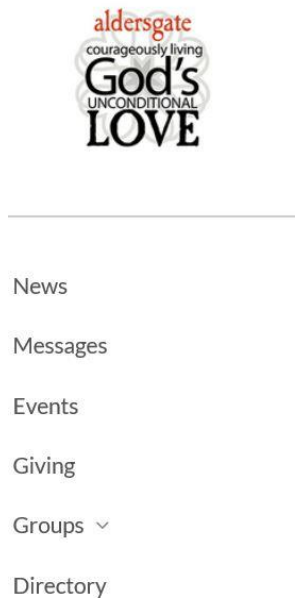 aldersgate
courageously living
God's
UNCONDITIONAL
LOVE
News
Messages
Events
Giving
Groups
Directory